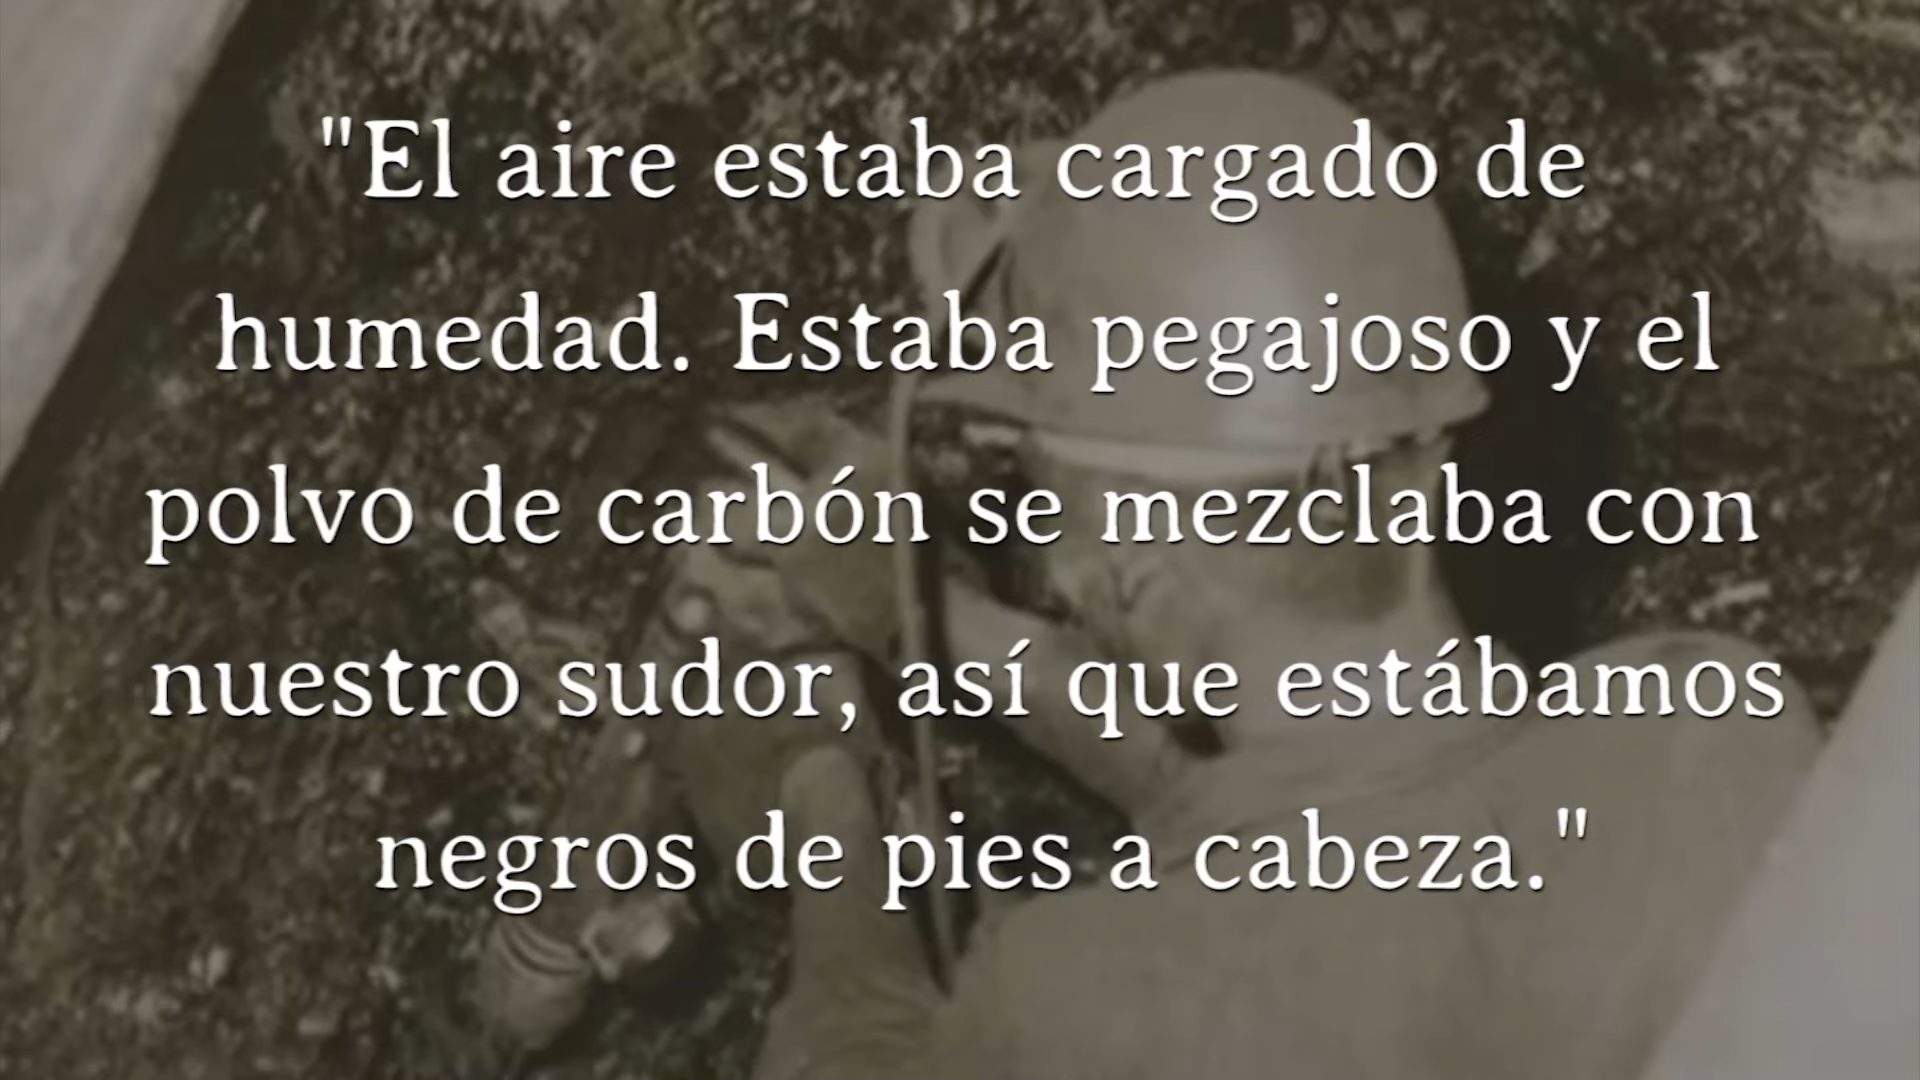 "El aire estaba cargado de
humedad. Estaba pegajoso y el
polvo de carbón se mezclaba con
nuestro sudor, así que estábamos
negros de pies a cabeza."